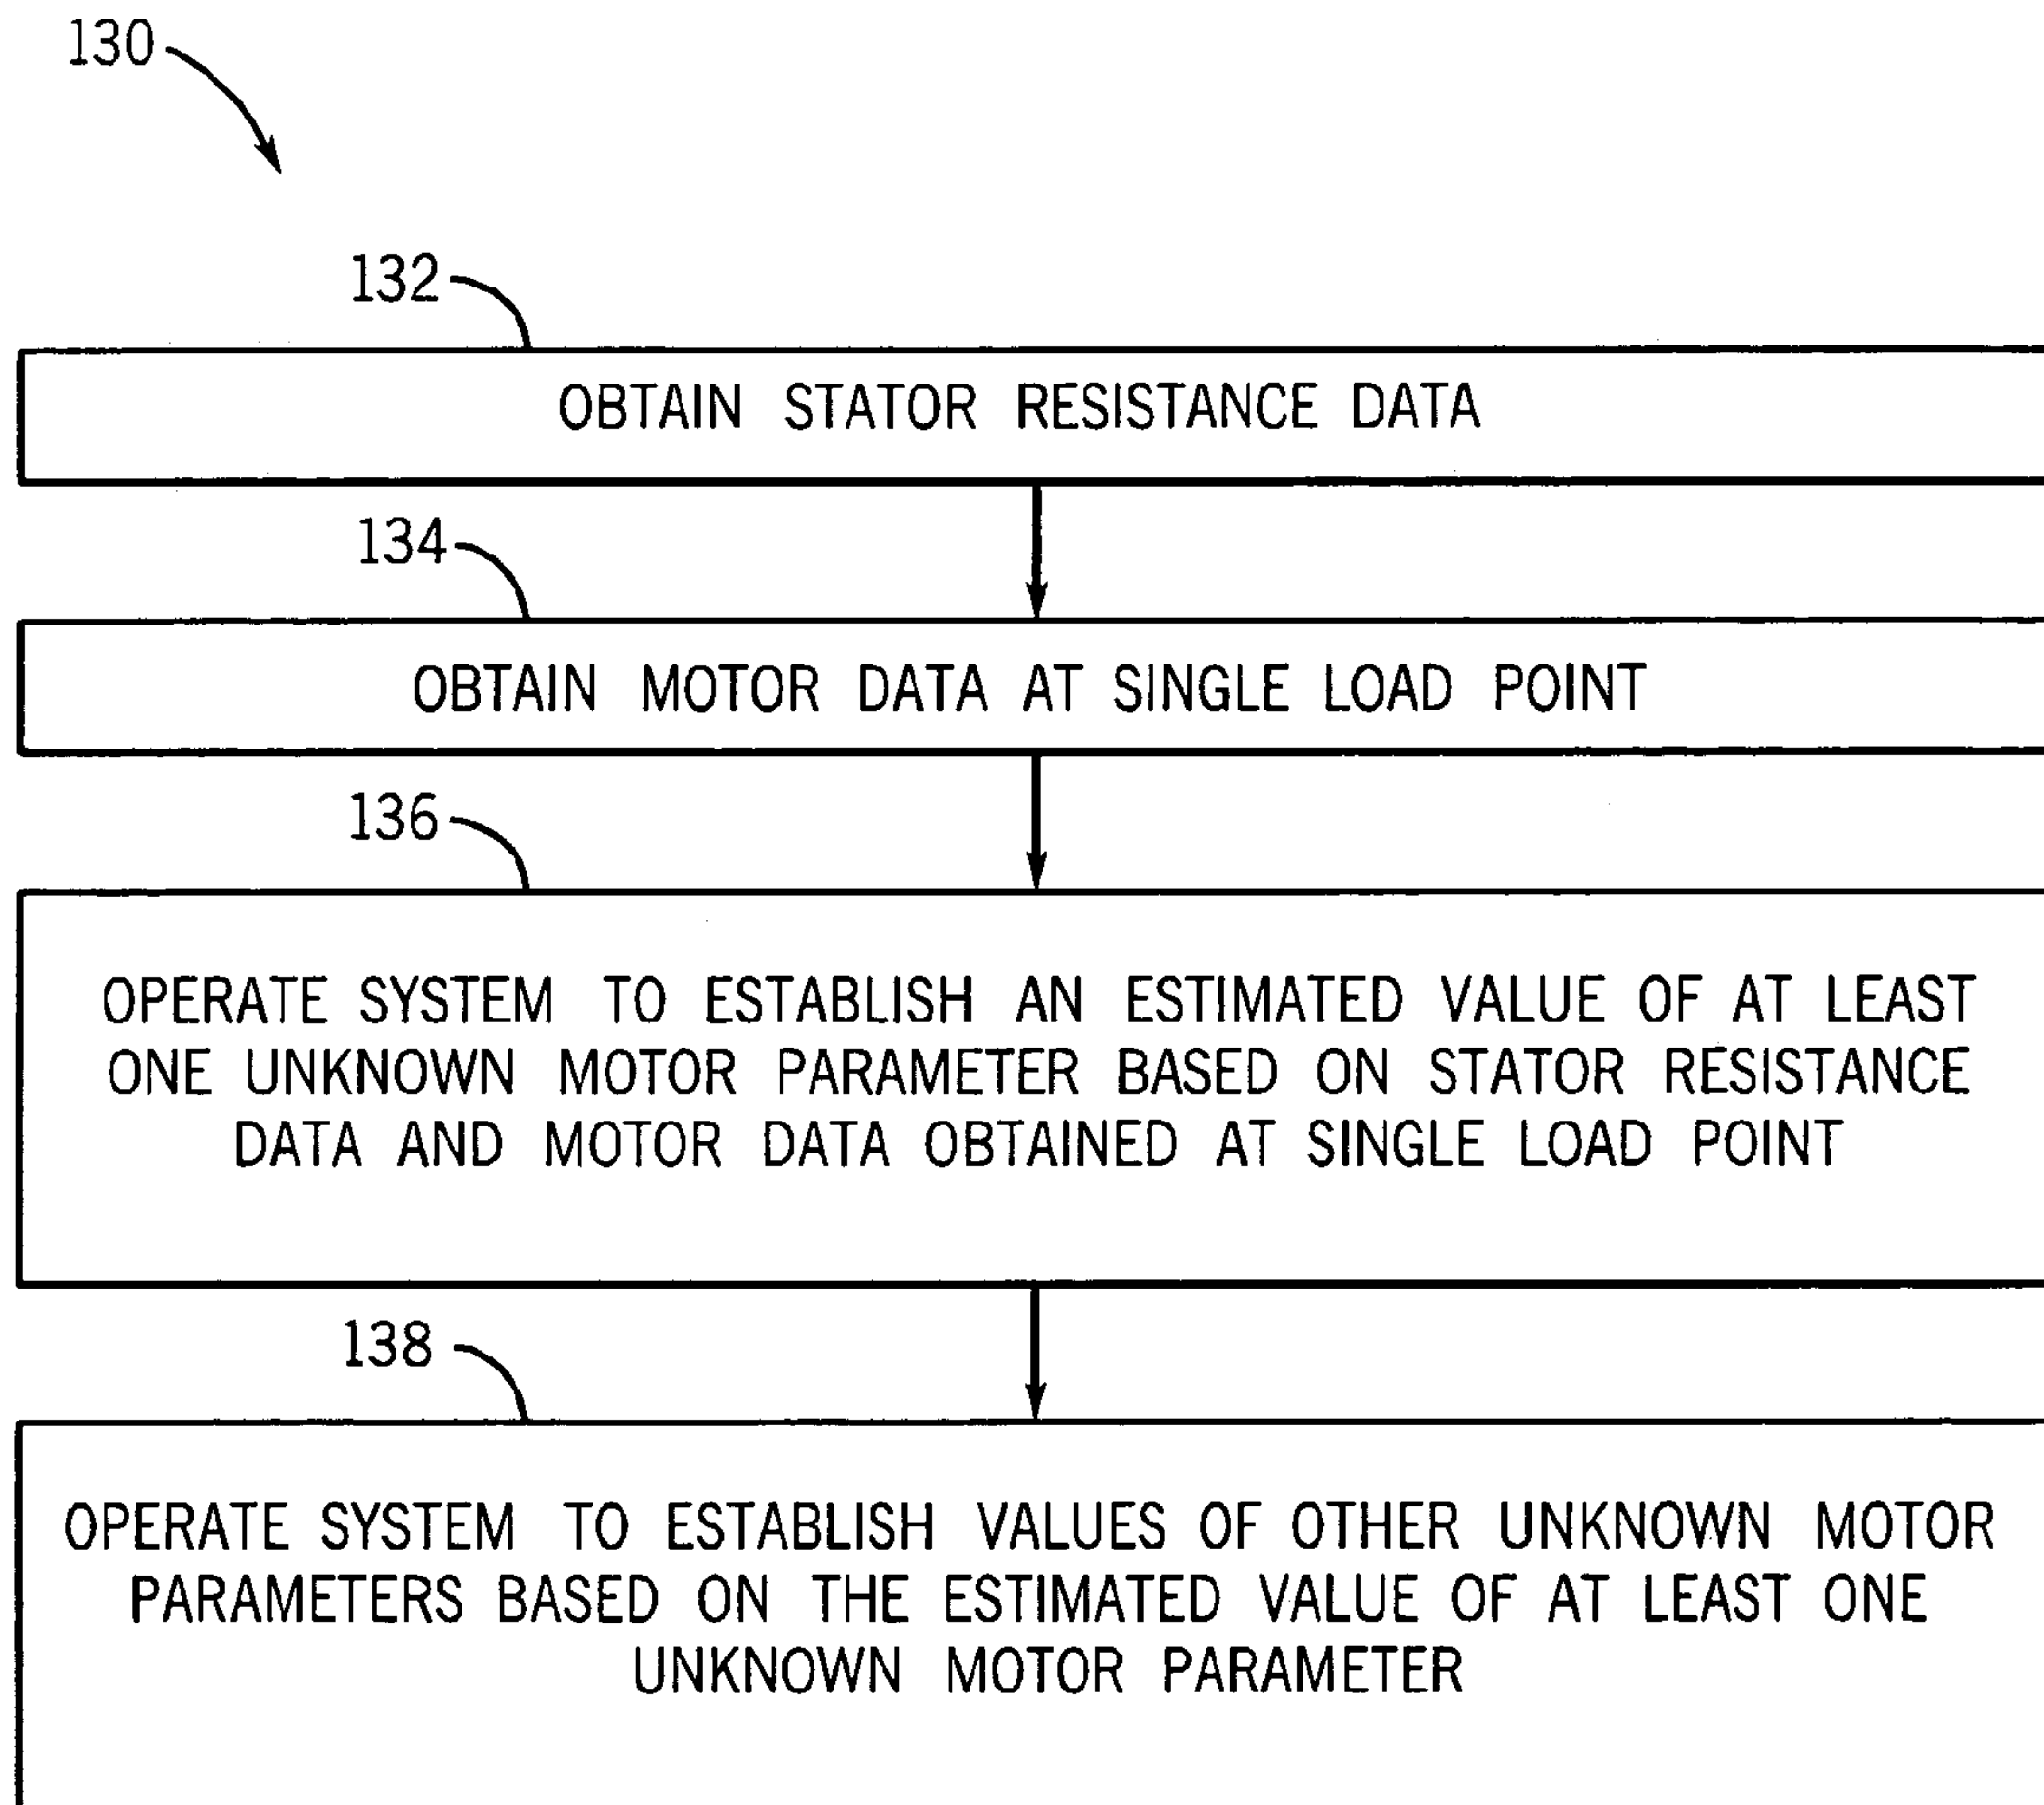 130
132
OBTAIN STATOR RESISTANCE DATA
134
OBTAIN MOTOR DATA AT SINGLE LOAD POINT
136
OPERATE SYSTEM TO ESTABLISH AN ESTIMATED VALUE OF AT LEAST
ONE UNKNOWN MOTOR PARAMETER BASED ON STATOR RESISTANCE
DATA AND MOTOR DATA OBTAINED AT SINGLE LOAD POINT
138
OPERATE SYSTEM TO ESTABLISH VALUES OF OTHER UNKNOWN MOTOR
PARAMETERS BASED ON THE ESTIMATED VALUE OF AT LEAST ONE
UNKNOWN MOTOR PARAMETER